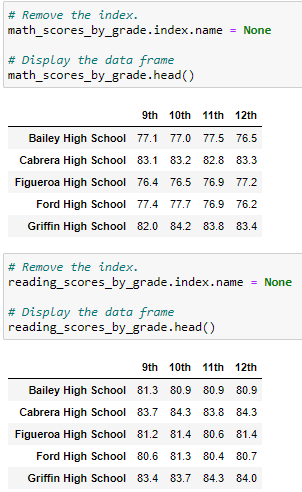 # Remove the index.
math_scores_by_grade.index.name = None
# Display the data frame
math_scores_by_grade.head()
9th 10th 11th 12th
Bailey High School 77.1 77.0 77.5 76.5
Cabrera High School 83.1 83.2 82.8 83.3
Figueroa High School 76.4 76.5 76.9 77.2
Ford High School 77.4 77.7 76.9 76.2
Griffin High School 82.0 84.2 83.8 83.4
# Remove the index.
reading_scores_by_grade.index.name = None
# Display the data frame
reading_scores_by_grade.head()
9th 10th 11th 12th
Bailey High School 81.3 80.9 80.9 80.9
Cabrera High School 83.7 84.3 83.8 84.3
Figueroa High School 81.2 81.4 80.6 81.4
Ford High School 80.6 81.3 80.4 80.7
Griffin High School 83.4 83.7 84.3 84.0